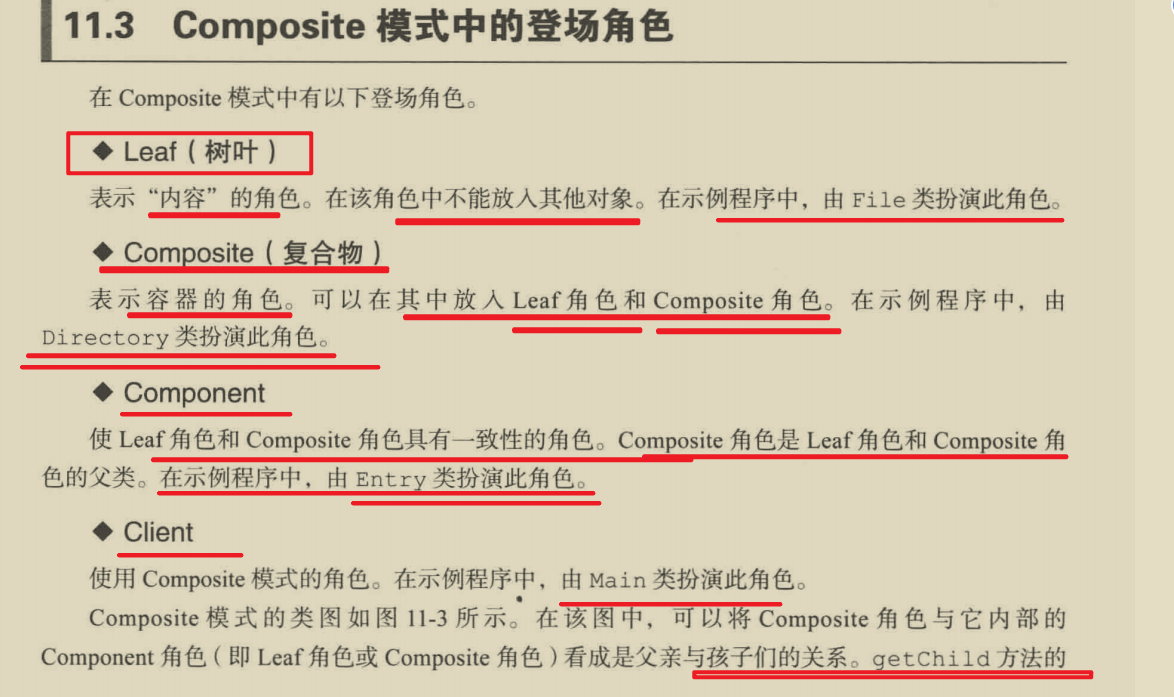 11.3 Composite 模式中的登场角色
在 Composite 模式中有以下登场角色。
◆ Leaf（树叶）
表示“内容”的角色。在该角色中不能放入其他对象。在示例程序中，由 File 类扮演此角色。
◆ Composite（复合物）
表示容器的角色。可以在其中放入 Leaf 角色和 Composite 角色。在示例程序中，由
Directory 类扮演此角色。
◆ Component
使 Leaf 角色和 Composite 角色具有一致性的角色。Composite 角色是 Leaf 角色和 Composite 角
色的父类。在示例程序中，由 Entry 类扮演此角色。
◆ Client
使用 Composite 模式的角色。在示例程序中，由 Main 类扮演此角色。
Composite 模式的类图如图 11-3 所示。在该图中，可以将 Composite 角色与它内部的
Component 角色（即 Leaf 角色或 Composite 角色）看成是父亲与孩子们的关系。getChild 方法的